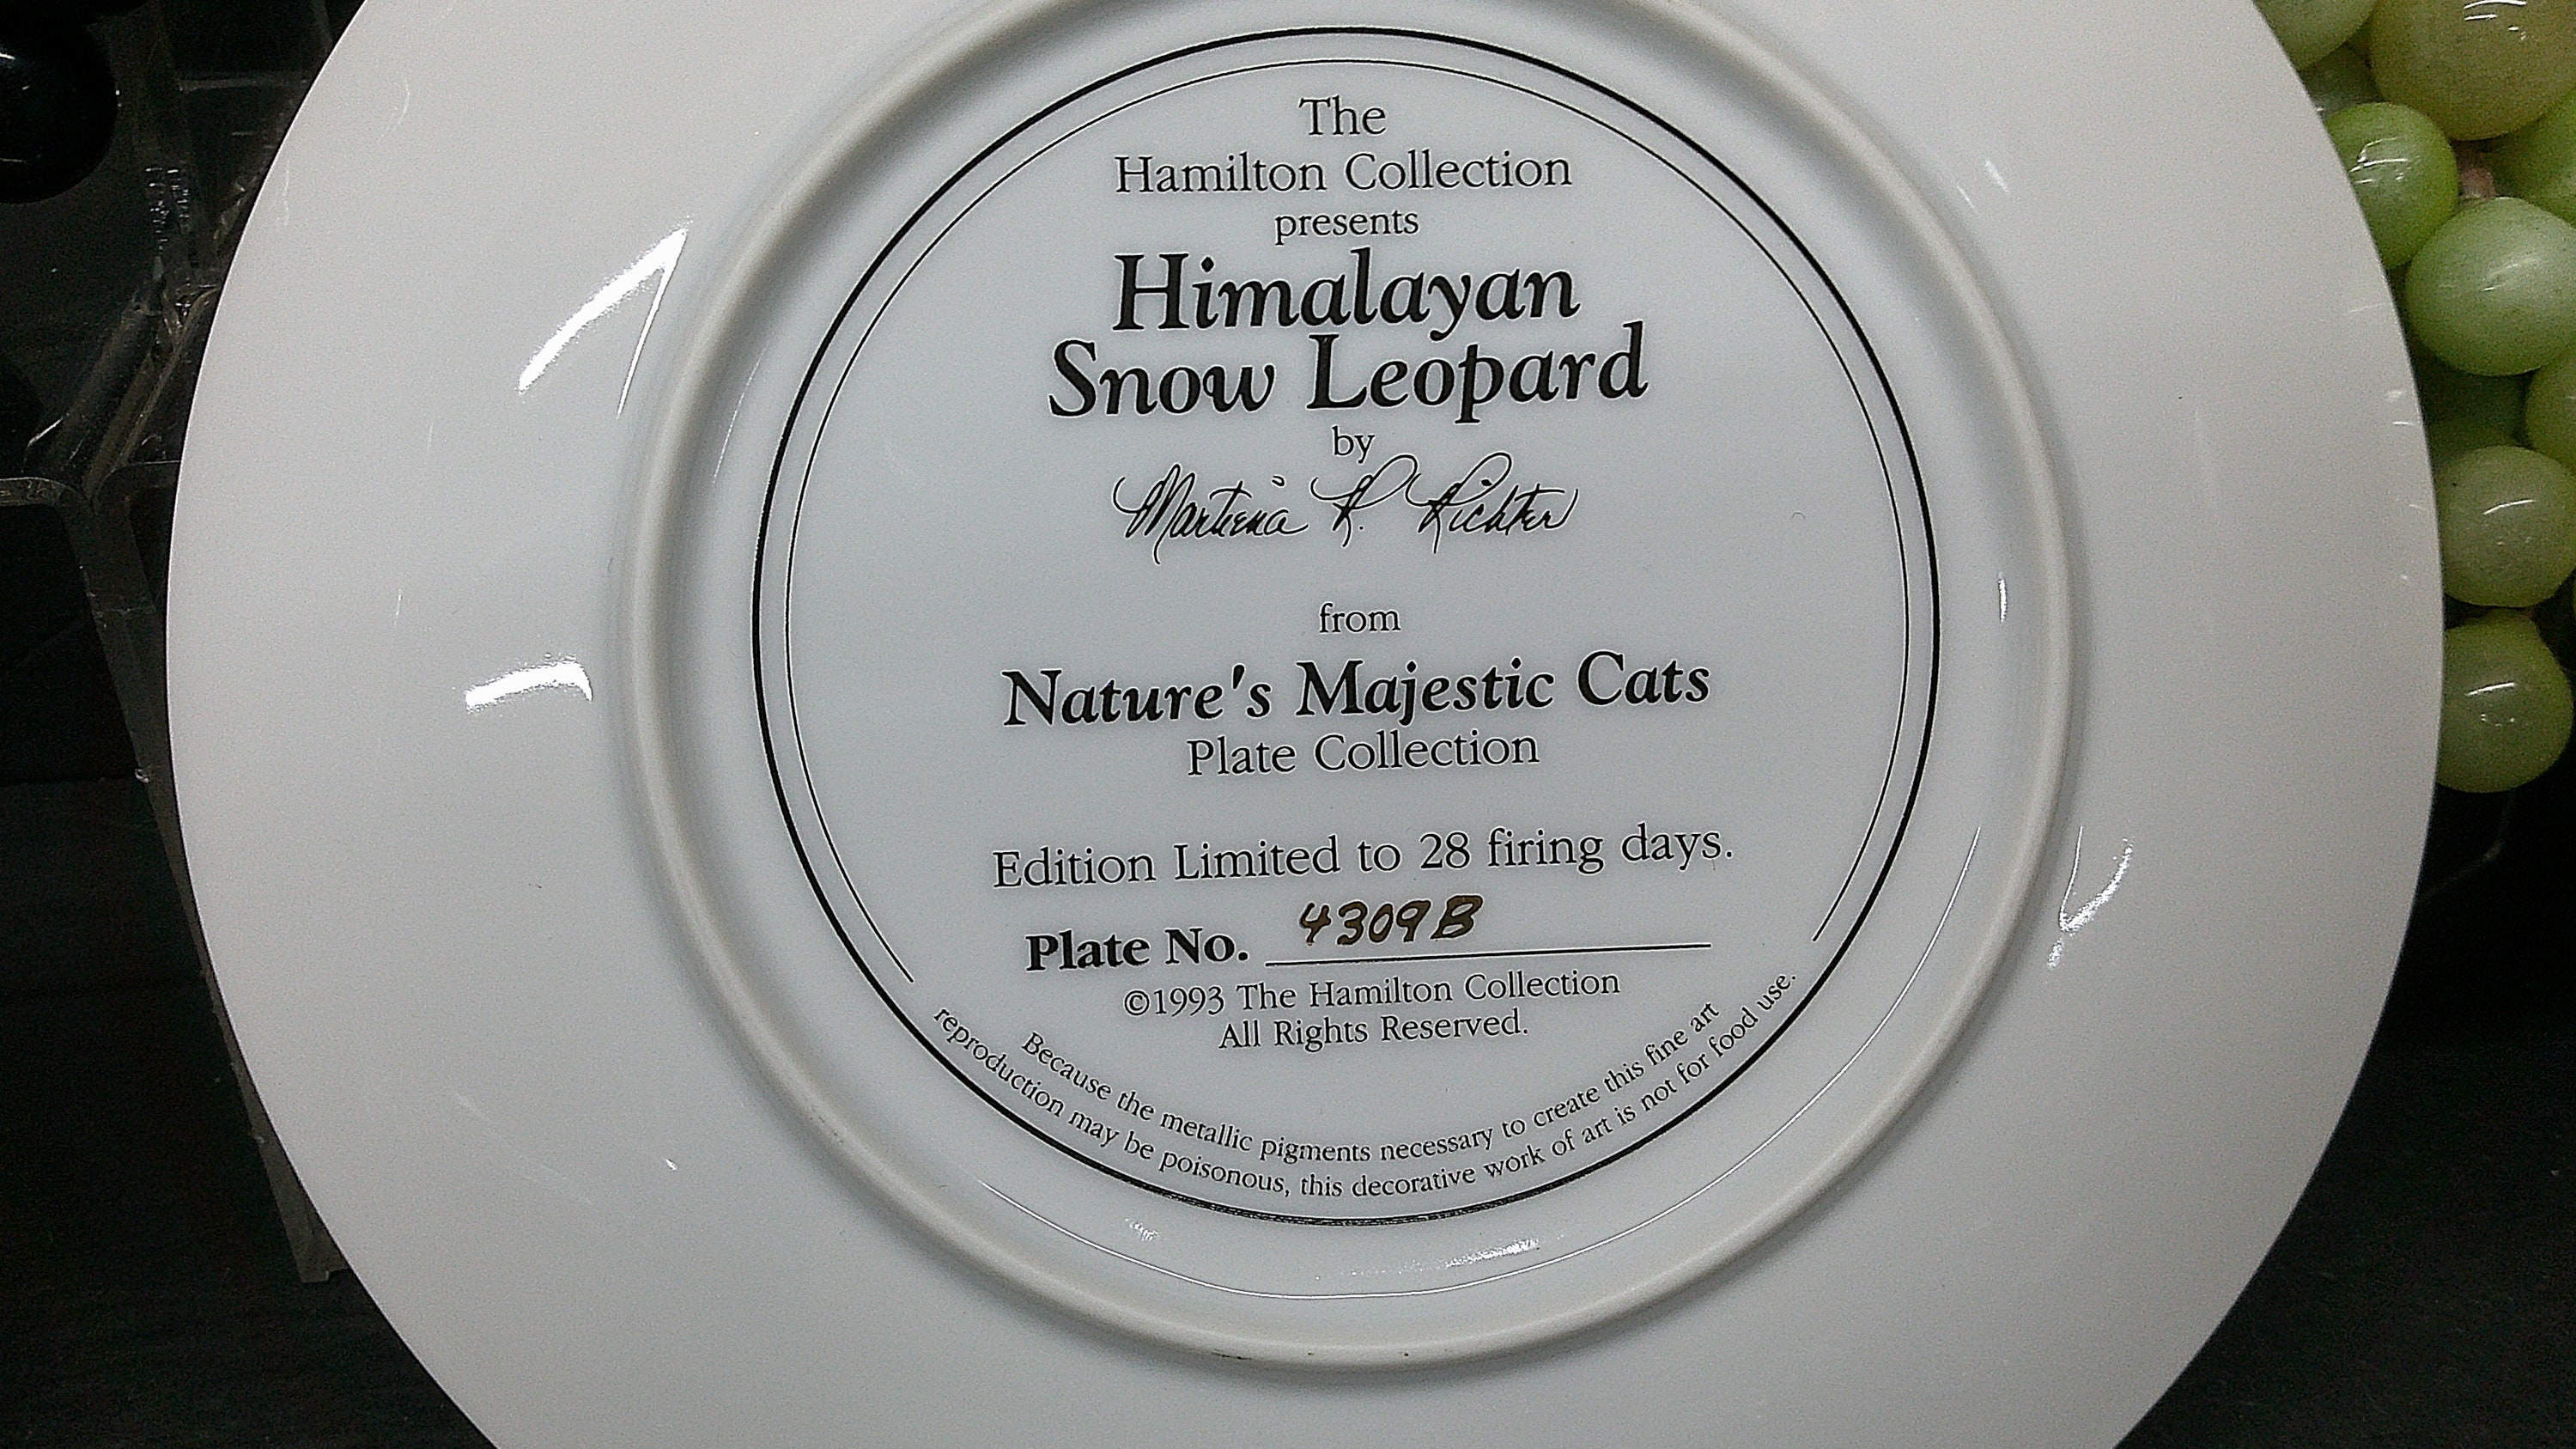 The
Hamilton Collection
presents
Himalayan
Snow Leopard
by
Martiena R. Richter
from
Nature's Majestic Cats
Plate Collection
Edition Limited to 28 firing days.
Plate No. 4309B
©1993 The Hamilton Collection
All Rights Reserved.
Because the metallic pigments necessary to create this fine art
reproduction may be poisonous, this decorative work of art is not for food use.